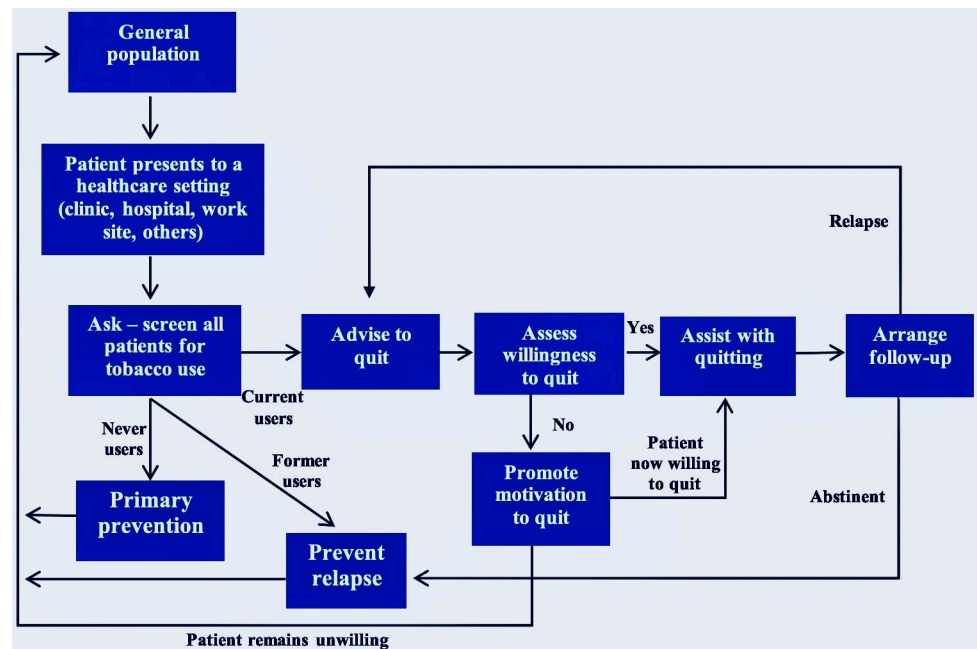 General
population
Patient presents to a
healthcare setting
(clinic, hospital, work
site, others)
Relapse
Ask – screen all
patients for
tobacco use
Advise to
quit
Assess
willingness
to quit
Yes
Assist with
quitting
Arrange
follow-up
Current
users
Never
users
Former
users
No
Patient
now willing
to quit
Promote
motivation
to quit
Abstinent
Primary
prevention
Prevent
relapse
Patient remains unwilling